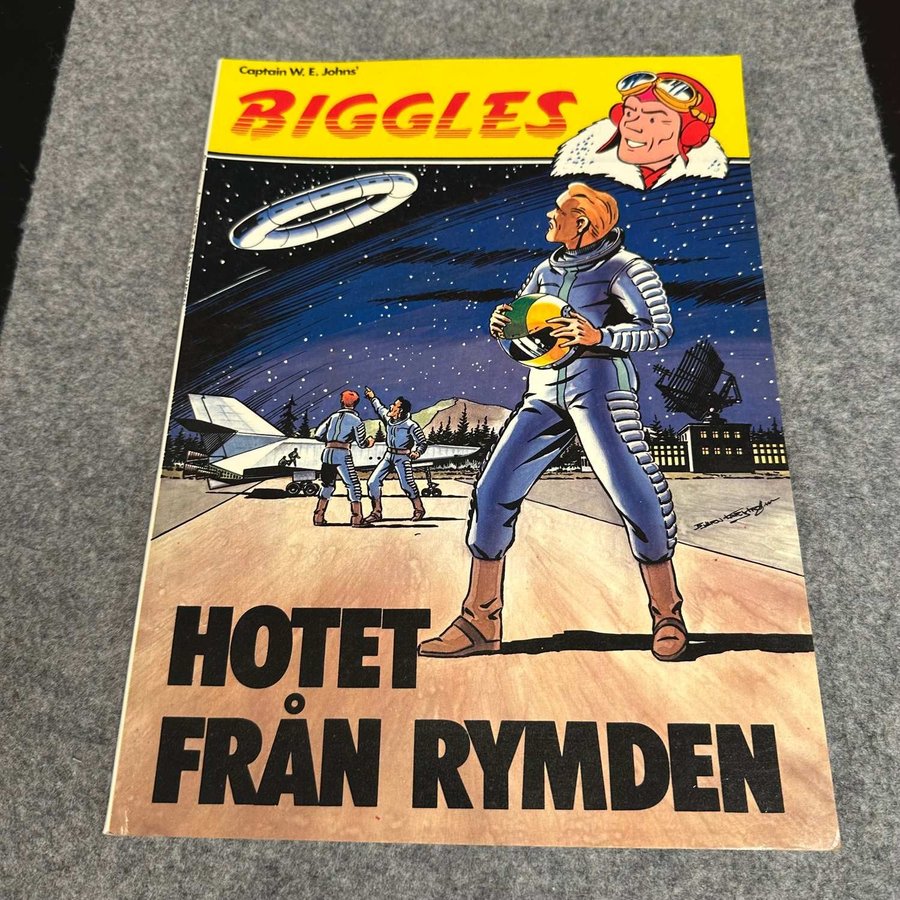 Captain W. E. Johns'
BIGGLES
HOTET
FRÅN RYMDEN